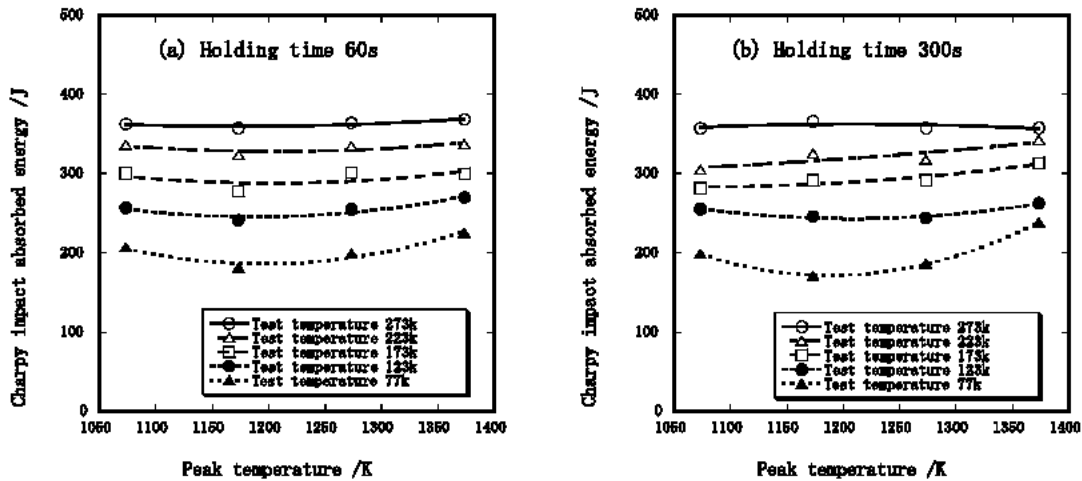 500
400
300
200
100
0
Charpy impact absorbed energy /J
(a) Holding time 60s
Test temperature 273k
Test temperature 223k
Test temperature 173k
Test temperature 123k
Test temperature 77k
1050 1100 1150 1200 1250 1300 1350 1400
Peak temperature /K
500
400
300
200
100
0
Charpy impact absorbed energy /J
(b) Holding time 300s
Test temperature 273k
Test temperature 223k
Test temperature 173k
Test temperature 123k
Test temperature 77k
1050 1100 1150 1200 1250 1300 1350 1400
Peak temperature /K